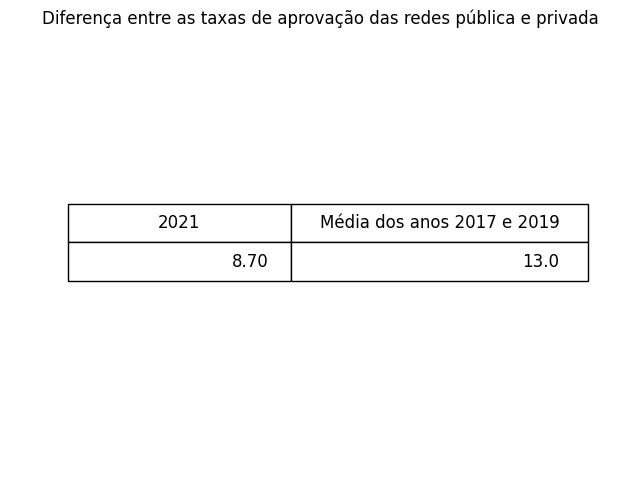 Diferença entre as taxas de aprovação das redes pública e privada
2021 Média dos anos 2017 e 2019
8.70 13.0